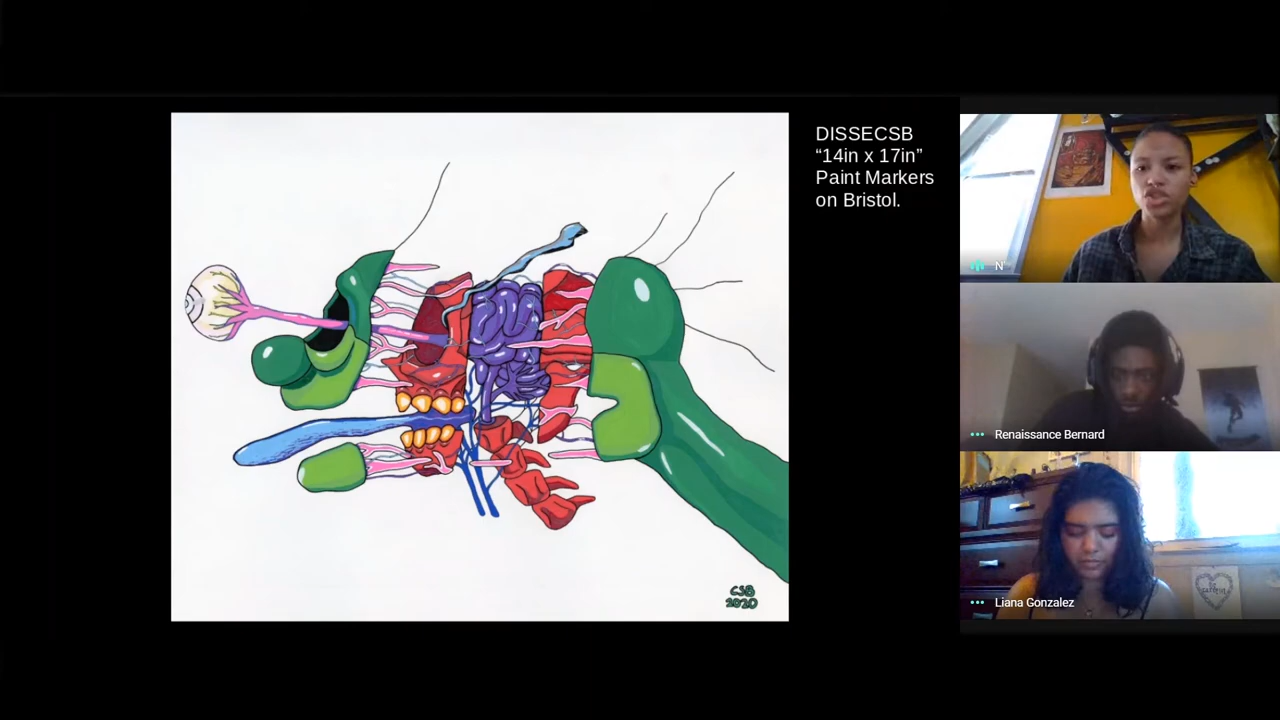 DISSECSB
“14in x 17in”
Paint Markers
on Bristol.
CSB
2020
N
Renaissance Bernard
Liana Gonzalez